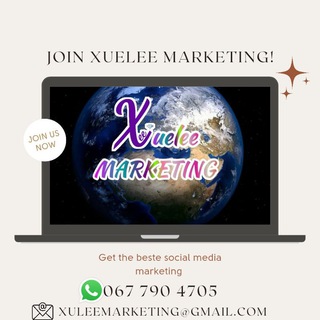 JOIN XUELEE MARKETING!
JOIN US
NOW
Xuelee
MARKETING
Get the beste social media
marketing
067 790 4705
XULEEMARKETING@GMAIL.COM